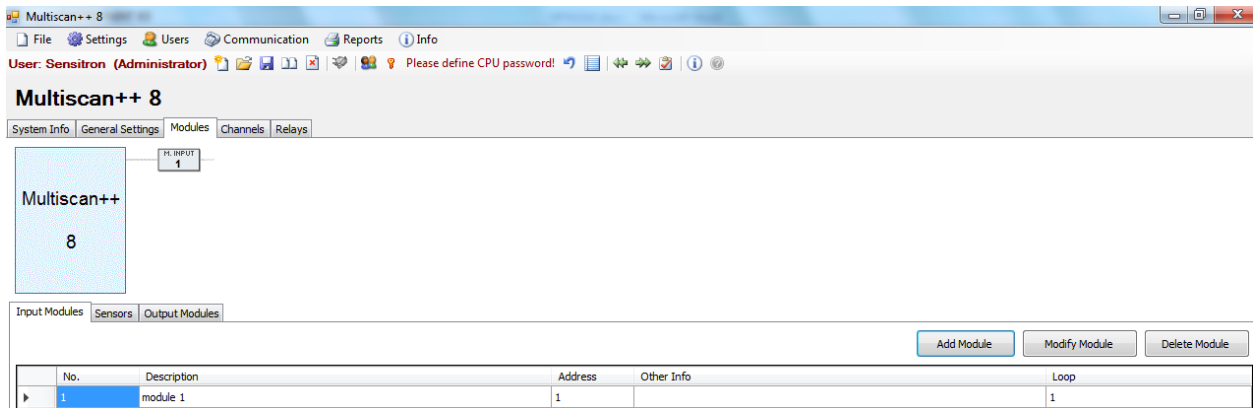 Multiscan++ 8
File Settings Users Communication Reports Info
User: Sensitron (Administrator) Please define CPU password!
Multiscan++ 8
System Info General Settings Modules Channels Relays
M. INPUT
1
Multiscan++
8
Input Modules Sensors Output Modules
Add Module Modify Module Delete Module
No. Description Address Other Info Loop
1 module 1 1 1